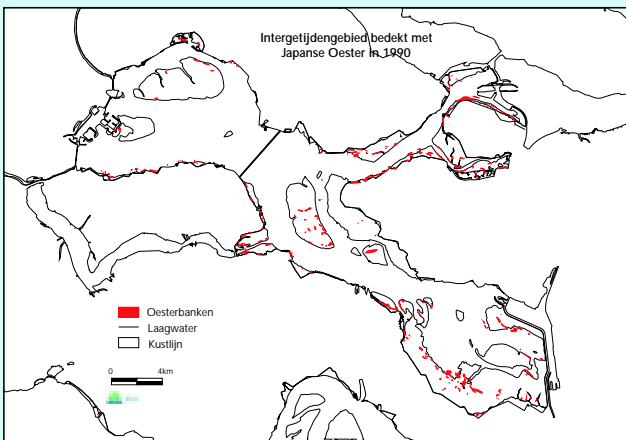 Intergetijdengebied bedekt met
Japanse Oester in 1990
Oesterbanken
Laagwater
Kustlijn
0 4km